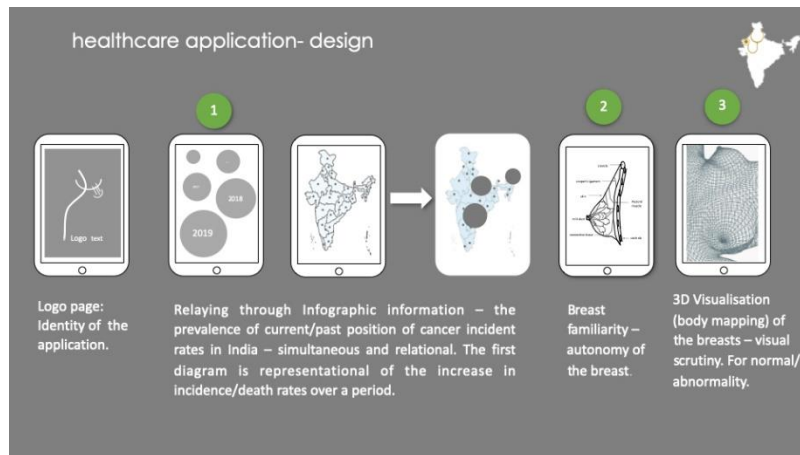 healthcare application- design
1
2
3
Logo text
2018
2019
Logo page:
Identity of the
application.
Relaying through Infographic information – the
prevalence of current/past position of cancer incident
rates in India – simultaneous and relational. The first
diagram is representational of the increase in
incidence/death rates over a period.
Breast
familiarity –
autonomy of
the breast.
3D Visualisation
(body mapping) of
the breasts – visual
scrutiny. For normal/
abnormality.